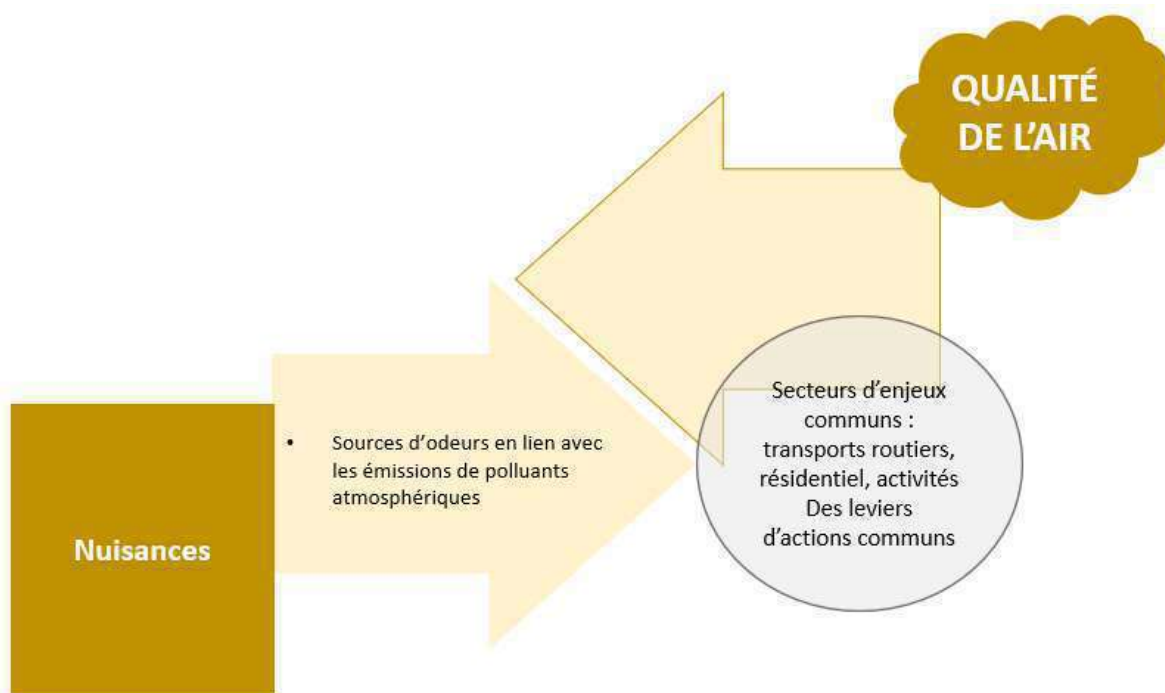 QUALITÉ
DE L'AIR
Secteurs d'enjeux
communs :
transports routiers,
résidentiel, activités
Des leviers
d'actions communs
• Sources d'odeurs en lien avec
les émissions de polluants
atmosphériques
Nuisances